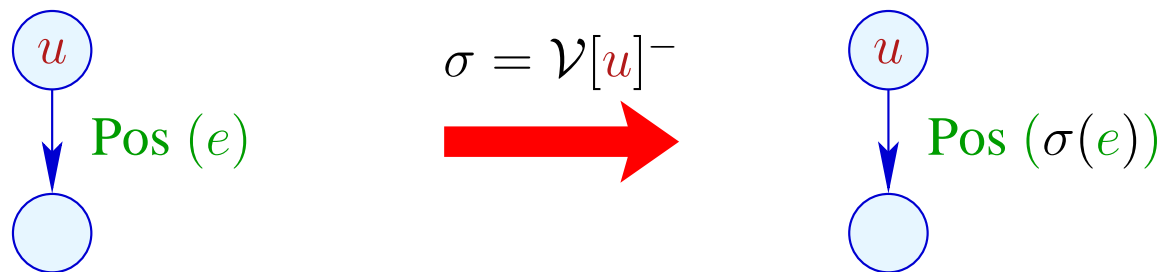 u
Pos (e)
σ = 𝒱[u]⁻
u
Pos (σ(e))